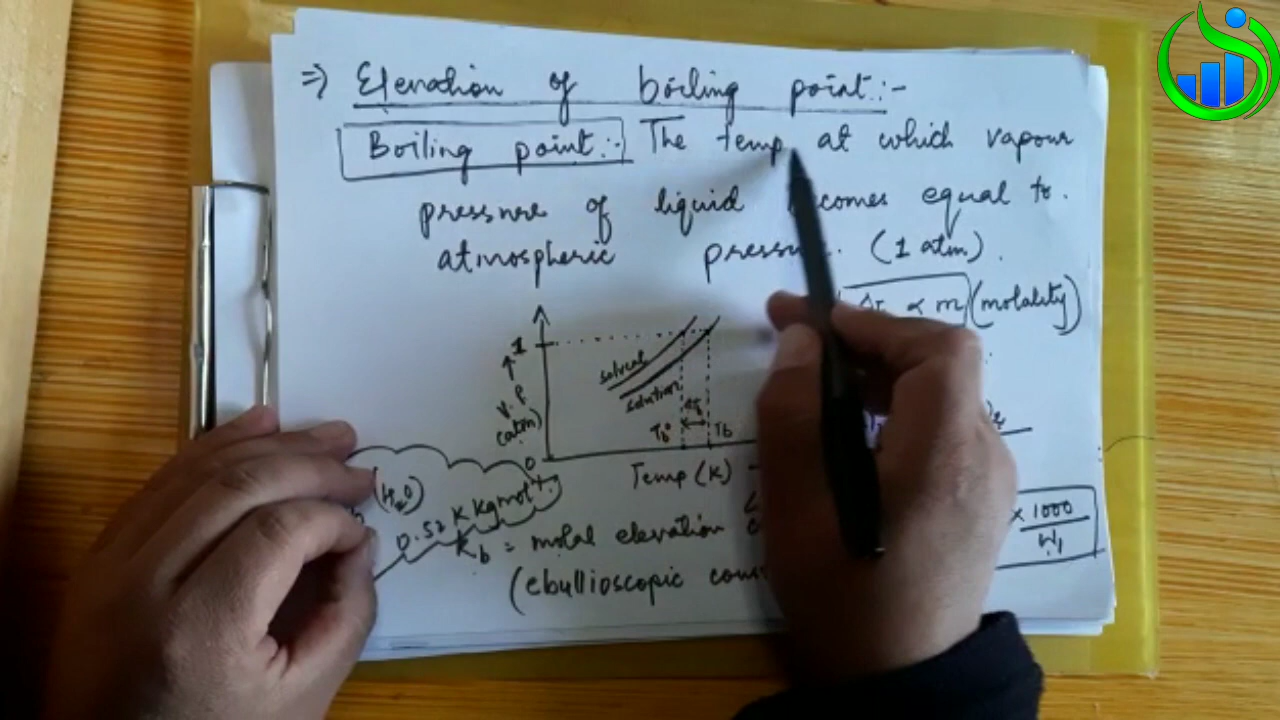 ⇒) Elevation of boiling point :-
Boiling point :- The temp at which vapour
pressure of liquid becomes equal to.
atmospheric pressure. (1 atm).
∝ m (molality)
1
solvent
solution
V.P
(atm)
Tb° Tb
0
Temp (K)
(H2O)
0.52 K Kg mol⁻¹.
Kb = molal elevation
(ebullioscopic
× 1000
W1